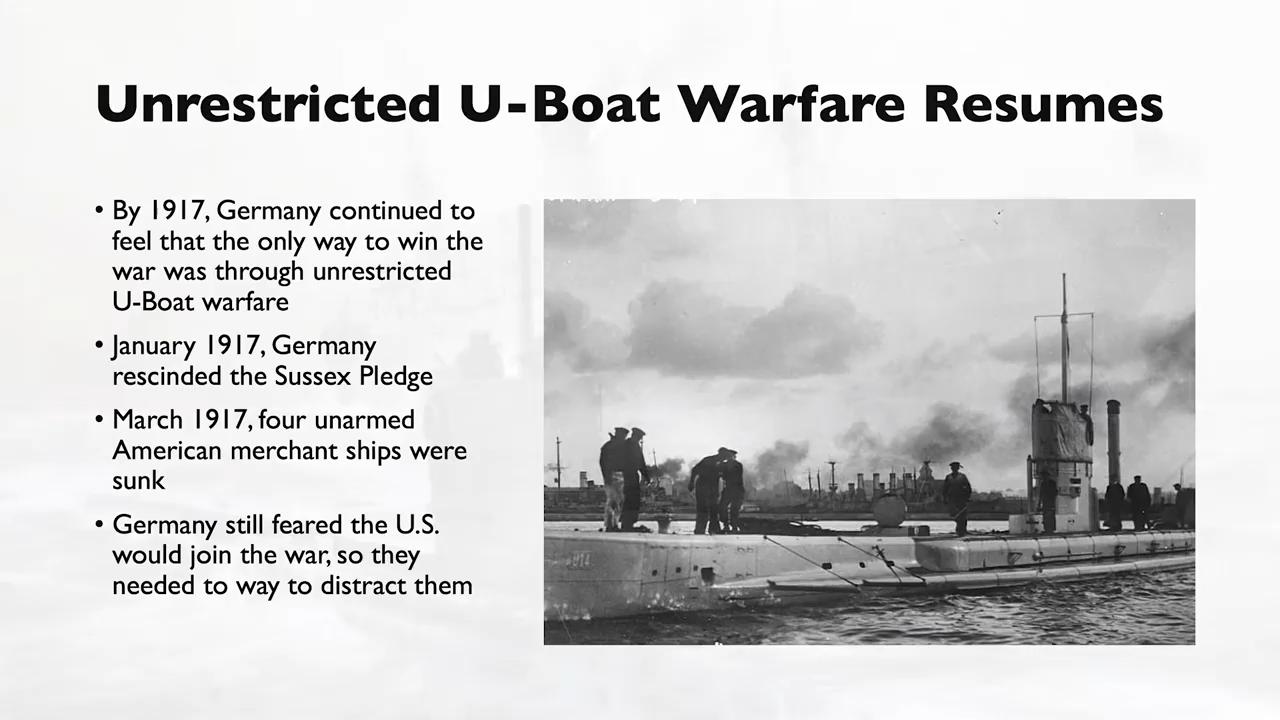 Unrestricted U-Boat Warfare Resumes
• By 1917, Germany continued to
feel that the only way to win the
war was through unrestricted
U-Boat warfare
• January 1917, Germany
rescinded the Sussex Pledge
• March 1917, four unarmed
American merchant ships were
sunk
• Germany still feared the U.S.
would join the war, so they
needed to way to distract them